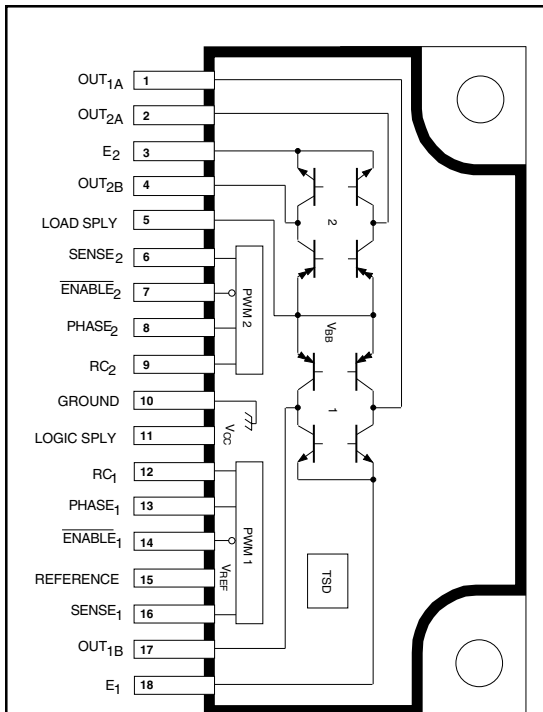 OUT1A 1
OUT2A 2
E2 3
OUT2B 4
LOAD SPLY 5
SENSE2 6
ENABLE2 7
PHASE2 8
RC2 9
GROUND 10
LOGIC SPLY 11
RC1 12
PHASE1 13
ENABLE1 14
REFERENCE 15
SENSE1 16
OUT1B 17
E1 18
PWM 2
VCC
PWM 1
VREF
2
VBB
1
TSD